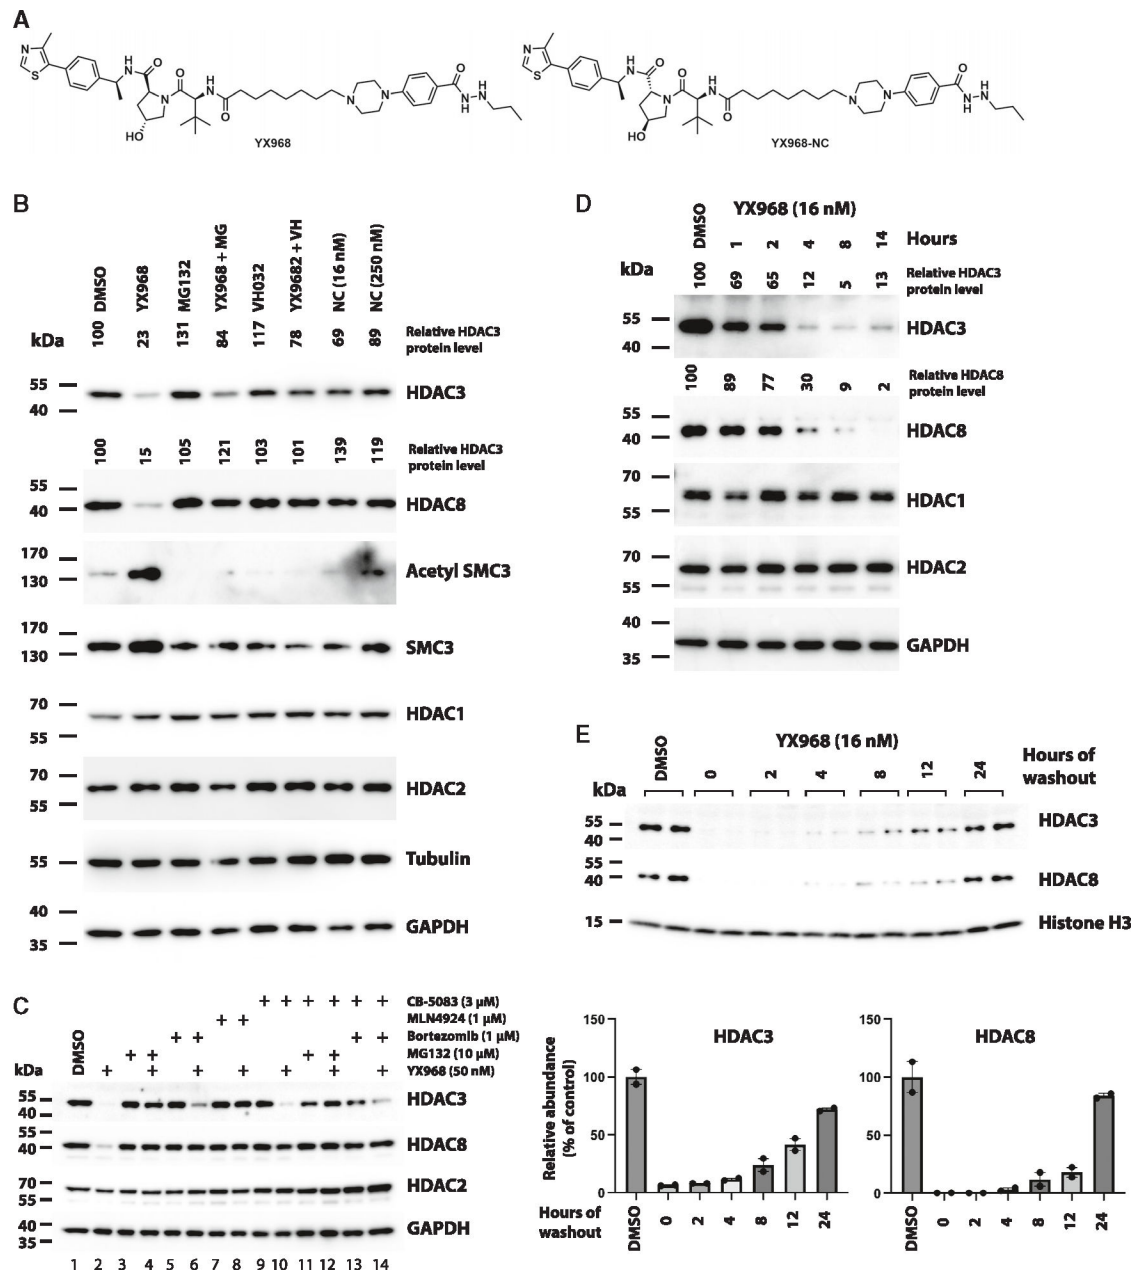 A
N
S
H
N
O
N
O
H
N
O
N
N
O
N
H
H
N
HO
YX968
N
S
H
N
O
N
O
H
N
O
N
N
O
N
H
H
N
HO
YX968-NC
B
kDa
DMSO
YX968
MG132
YX968 + MG
VH032
YX9682 + VH
NC (16 nM)
NC (250 nM)
100 23 131 84 117 78 69 89
Relative HDAC3
protein level
55
40
HDAC3
100 15 105 121 103 101 139 119
Relative HDAC3
protein level
55
40
HDAC8
170
130
Acetyl SMC3
170
130
SMC3
70
55
HDAC1
70
55
HDAC2
55
Tubulin
40
35
GAPDH
C
+ + + + + + CB-5083 (3 μM)
+ + MLN4924 (1 μM)
+ + + + Bortezomib (1 μM)
+ + + + MG132 (10 μM)
+ + + + + + + YX968 (50 nM)
DMSO
kDa
55
40
HDAC3
55
40
HDAC8
70
55
HDAC2
40
35
GAPDH
1 2 3 4 5 6 7 8 9 10 11 12 13 14
D
YX968 (16 nM)
DMSO 1 2 4 8 14 Hours
kDa
100 69 65 12 5 13
Relative HDAC3
protein level
55
40
HDAC3
100 89 77 30 9 2
Relative HDAC8
protein level
55
40
HDAC8
70
55
HDAC1
70
55
HDAC2
40
35
GAPDH
E
YX968 (16 nM)
DMSO 0 2 4 8 12 24
Hours of
washout
kDa
55
40
HDAC3
55
40
HDAC8
15
Histone H3
Relative abundance
(% of control)
HDAC3
150
100
50
0
Hours of
washout
DMSO 0 2 4 8 12 24
HDAC8
150
100
50
0
DMSO 0 2 4 8 12 24